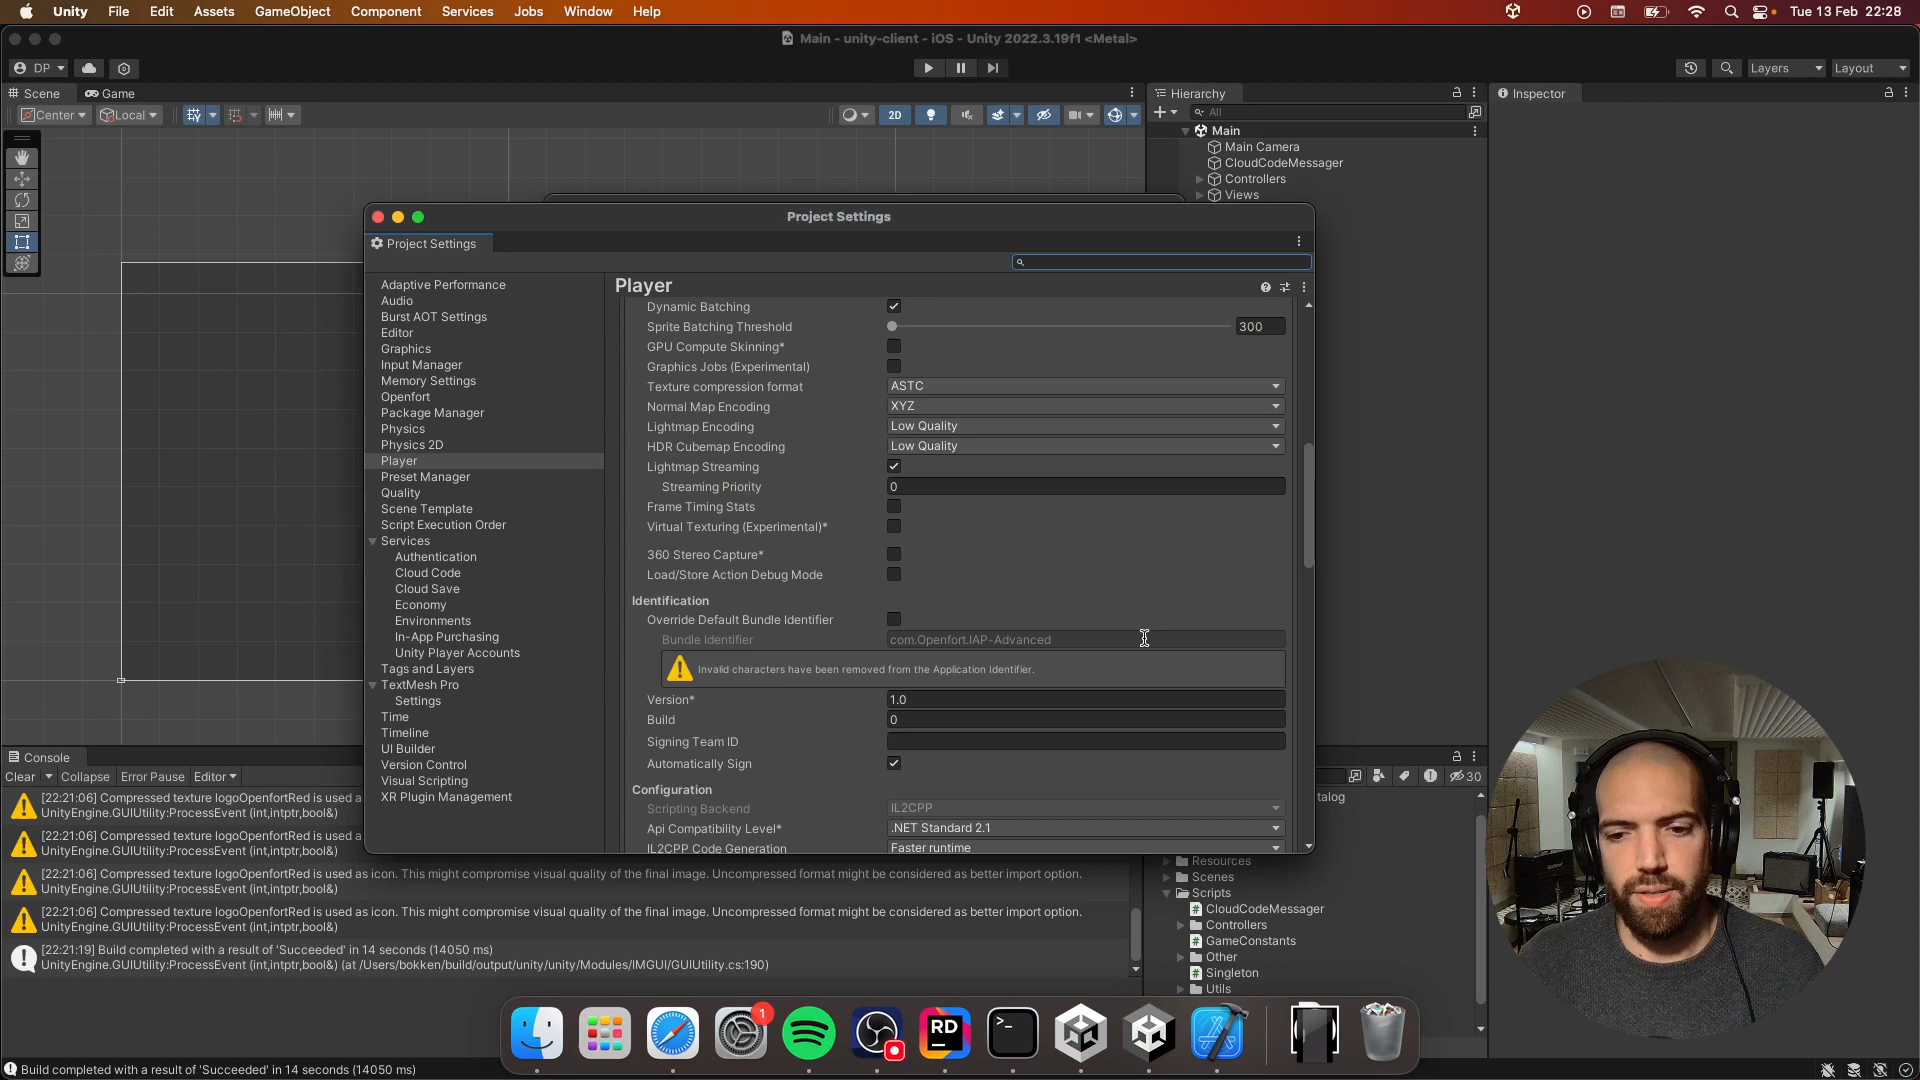 Unity File Edit Assets GameObject Component Services Jobs Window Help Tue 13 Feb 22:28
Main - unity-client - iOS - Unity 2022.3.19f1 <Metal>
DP Layers Layout
Scene Game
Hierarchy
Inspector
Center Local 2D
All
Main
Main Camera
CloudCodeMessager
Controllers
Views
Project Settings
Project Settings
Adaptive Performance
Audio
Burst AOT Settings
Editor
Graphics
Input Manager
Memory Settings
Openfort
Package Manager
Physics
Physics 2D
Player
Preset Manager
Quality
Scene Template
Script Execution Order
Services
Authentication
Cloud Code
Cloud Save
Economy
Environments
In-App Purchasing
Unity Player Accounts
Tags and Layers
TextMesh Pro
Settings
Time
Timeline
UI Builder
Version Control
Visual Scripting
XR Plugin Management
Player
Dynamic Batching
Sprite Batching Threshold 300
GPU Compute Skinning*
Graphics Jobs (Experimental)
Texture compression format ASTC
Normal Map Encoding XYZ
Lightmap Encoding Low Quality
HDR Cubemap Encoding Low Quality
Lightmap Streaming
Streaming Priority 0
Frame Timing Stats
Virtual Texturing (Experimental)*
360 Stereo Capture*
Load/Store Action Debug Mode
Identification
Override Default Bundle Identifier
Bundle Identifier com.Openfort.IAP-Advanced
Invalid characters have been removed from the Application Identifier.
Version* 1.0
Build 0
Signing Team ID
Automatically Sign
Configuration
Scripting Backend IL2CPP
Api Compatibility Level* .NET Standard 2.1
IL2CPP Code Generation Faster runtime
Console
Clear Collapse Error Pause Editor
[22:21:06] Compressed texture logoOpenfortRed is used a
UnityEngine.GUIUtility:ProcessEvent (int,intptr,bool&)
[22:21:06] Compressed texture logoOpenfortRed is used a
UnityEngine.GUIUtility:ProcessEvent (int,intptr,bool&)
[22:21:06] Compressed texture logoOpenfortRed is used as icon. This might compromise visual quality of the final image. Uncompressed format might be considered as better import option.
UnityEngine.GUIUtility:ProcessEvent (int,intptr,bool&)
[22:21:06] Compressed texture logoOpenfortRed is used as icon. This might compromise visual quality of the final image. Uncompressed format might be considered as better import option.
UnityEngine.GUIUtility:ProcessEvent (int,intptr,bool&)
[22:21:19] Build completed with a result of 'Succeeded' in 14 seconds (14050 ms)
UnityEngine.GUIUtility:ProcessEvent (int,intptr,bool&) (at /Users/bokken/build/output/unity/unity/Modules/IMGUI/GUIUtility.cs:190)
30
talog
Resources
Scenes
Scripts
CloudCodeMessager
Controllers
GameConstants
Other
Singleton
Utils
1
RD
Build completed with a result of 'Succeeded' in 14 seconds (14050 ms)